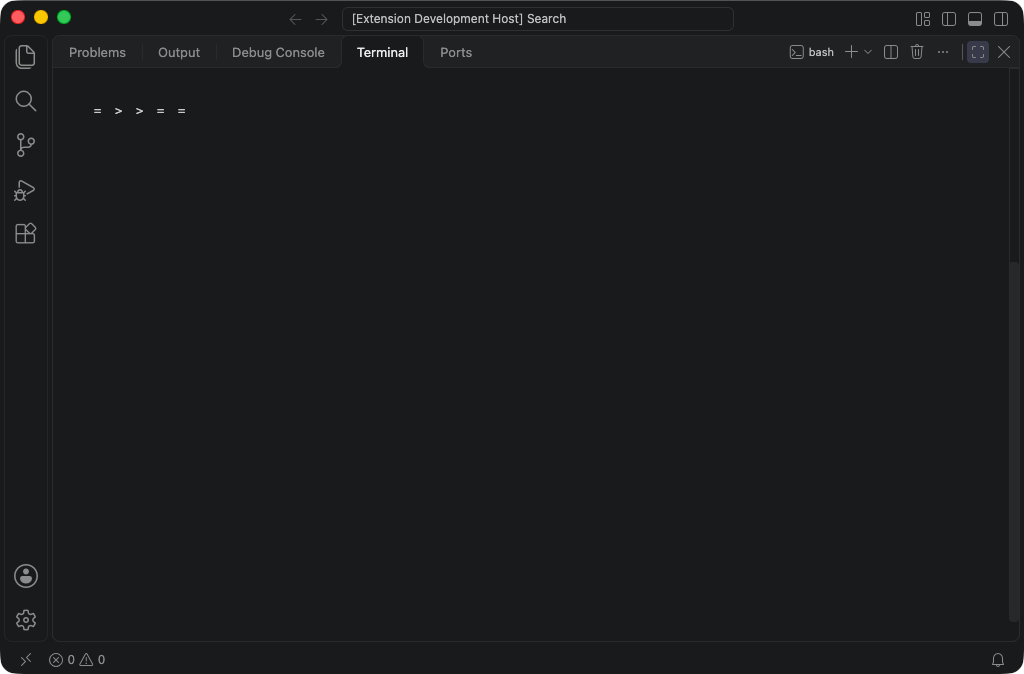 [Extension Development Host] Search
Problems Output Debug Console Terminal Ports bash
= > > = =
0 0